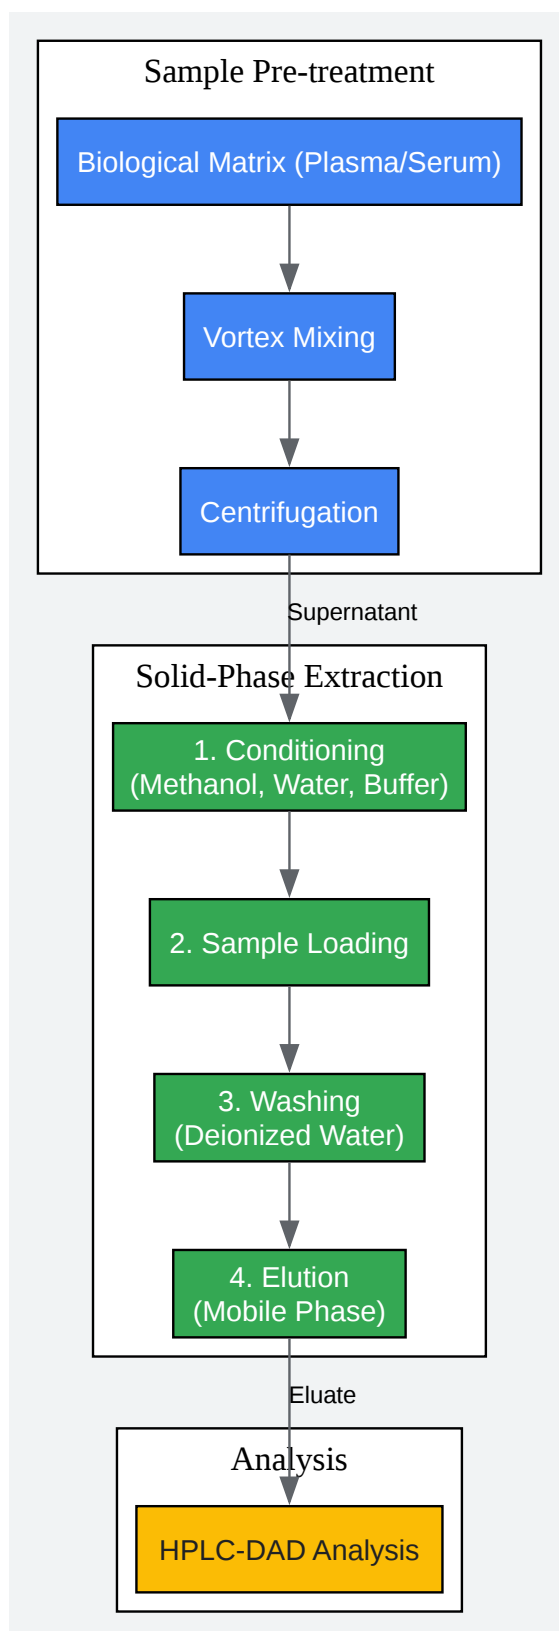 Sample Pre-treatment
Biological Matrix (Plasma/Serum)
Vortex Mixing
Centrifugation
Supernatant
Solid-Phase Extraction
1. Conditioning
(Methanol, Water, Buffer)
2. Sample Loading
3. Washing
(Deionized Water)
4. Elution
(Mobile Phase)
Eluate
Analysis
HPLC-DAD Analysis